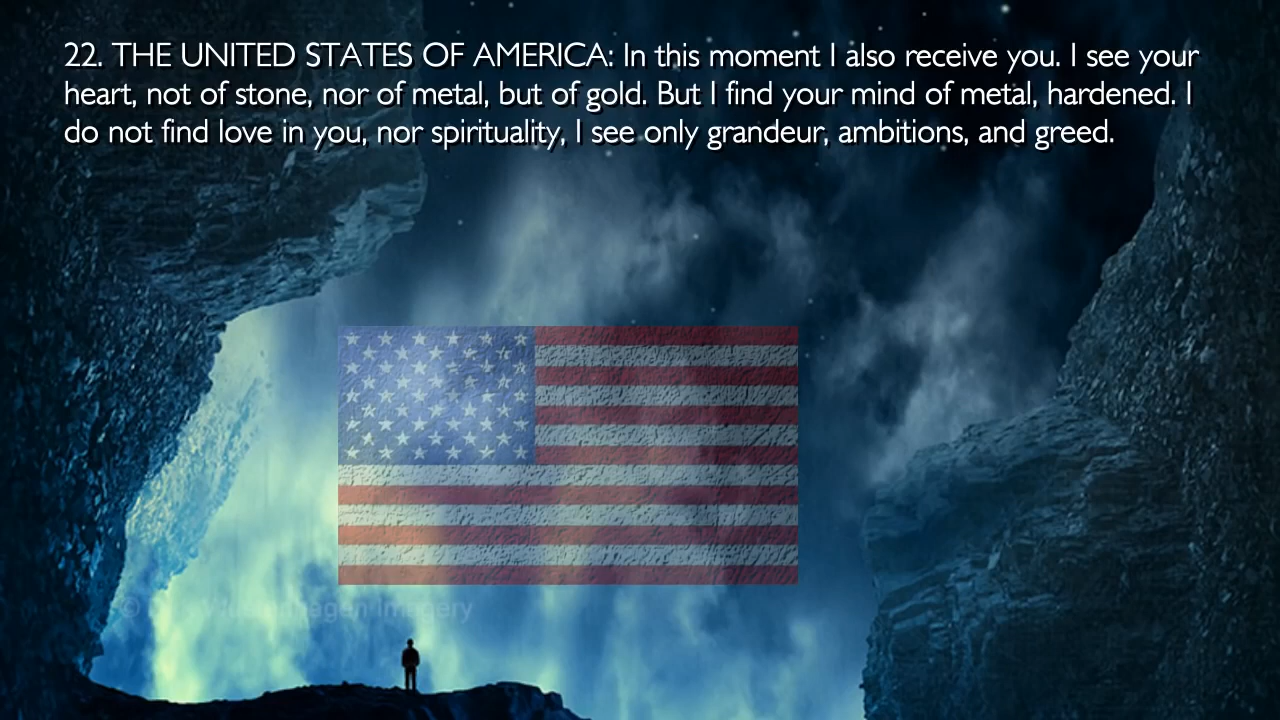 22. THE UNITED STATES OF AMERICA: In this moment I also receive you. I see your
heart, not of stone, nor of metal, but of gold. But I find your mind of metal, hardened. I
do not find love in you, nor spirituality, I see only grandeur, ambitions, and greed.
Imagery